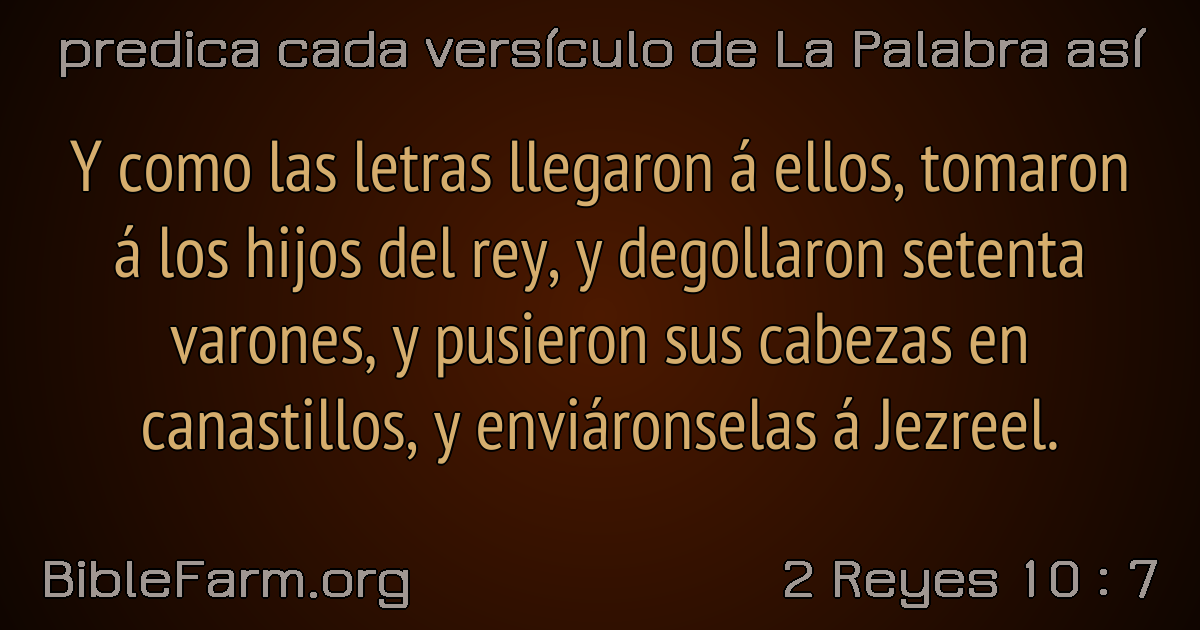 predica cada versículo de La Palabra así
Y como las letras llegaron á ellos, tomaron
á los hijos del rey, y degollaron setenta
varones, y pusieron sus cabezas en
canastillos, y enviáronselas á Jezreel.
BibleFarm.org
2 Reyes 10 : 7